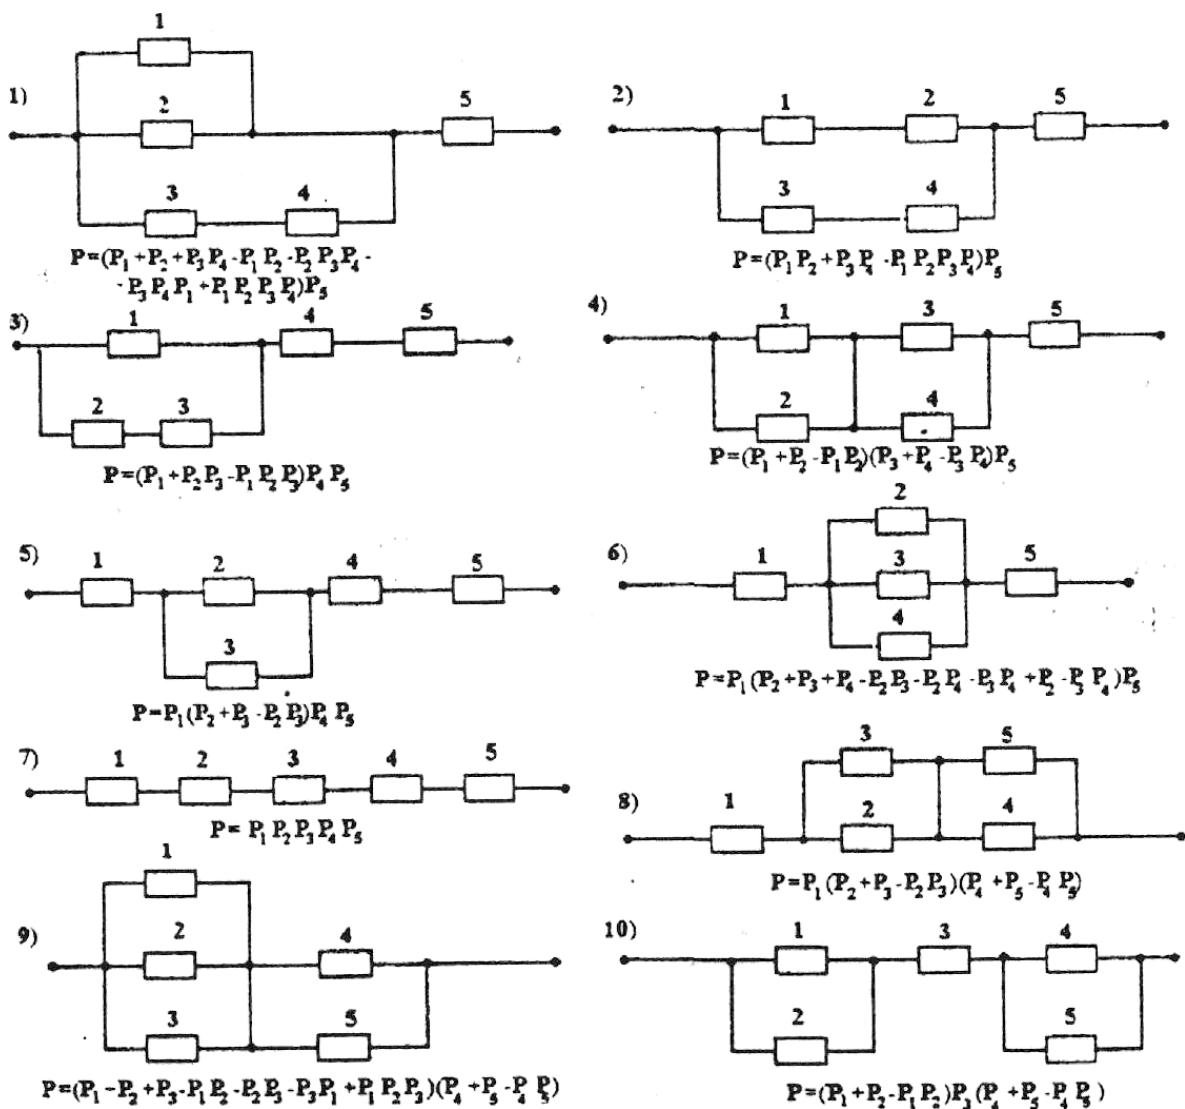 1)
1
2
3 4
5
P=(P₁+P₂+P₃P₄-P₁P₂-P₂P₃P₄-
-P₃P₄P₁+P₁P₂P₃P₄)P₅
2)
1 2 5
3 4
P=(P₁P₂+P₃P₄-P₁P₂P₃P₄)P₅
3)
1 4 5
2 3
P=(P₁+P₂P₃-P₁P₂P₃)P₄P₅
4)
1 3 5
2 4
P=(P₁+P₂-P₁P₂)(P₃+P₄-P₃P₄)P₅
5)
1 2 4 5
3
P=P₁(P₂+P₃-P₂P₃)P₄P₅
6)
2
1 3 5
4
P=P₁(P₂+P₃+P₄-P₂P₃-P₂P₄-P₃P₄+P₂-P₃P₄)P₅
7)
1 2 3 4 5
P= P₁P₂P₃P₄P₅
8)
3 5
1 2 4
P=P₁(P₂+P₃-P₂P₃)(P₄+P₅-P₄P₅)
9)
1
2 4
3 5
P=(P₁-P₂+P₃-P₁P₂-P₂P₃-P₃P₁+P₁P₂P₃)(P₄+P₅-P₄P₅)
10)
1 3 4
2 5
P=(P₁+P₂-P₁P₂)P₃(P₄+P₅-P₄P₅)